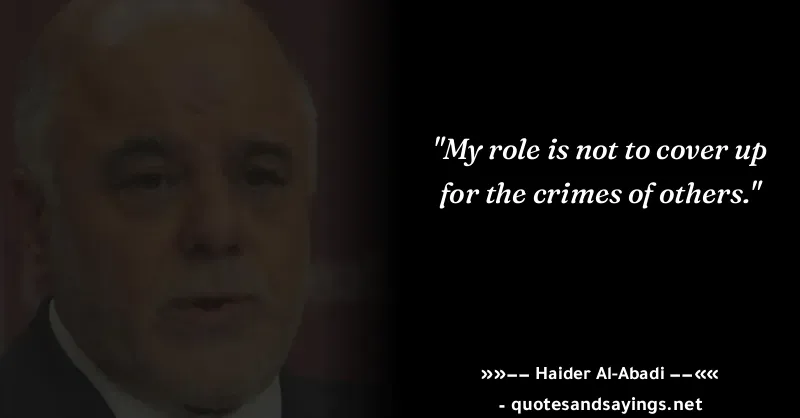 "My role is not to cover up
for the crimes of others."
»»—— Haider Al-Abadi ——««
- quotesandsayings.net